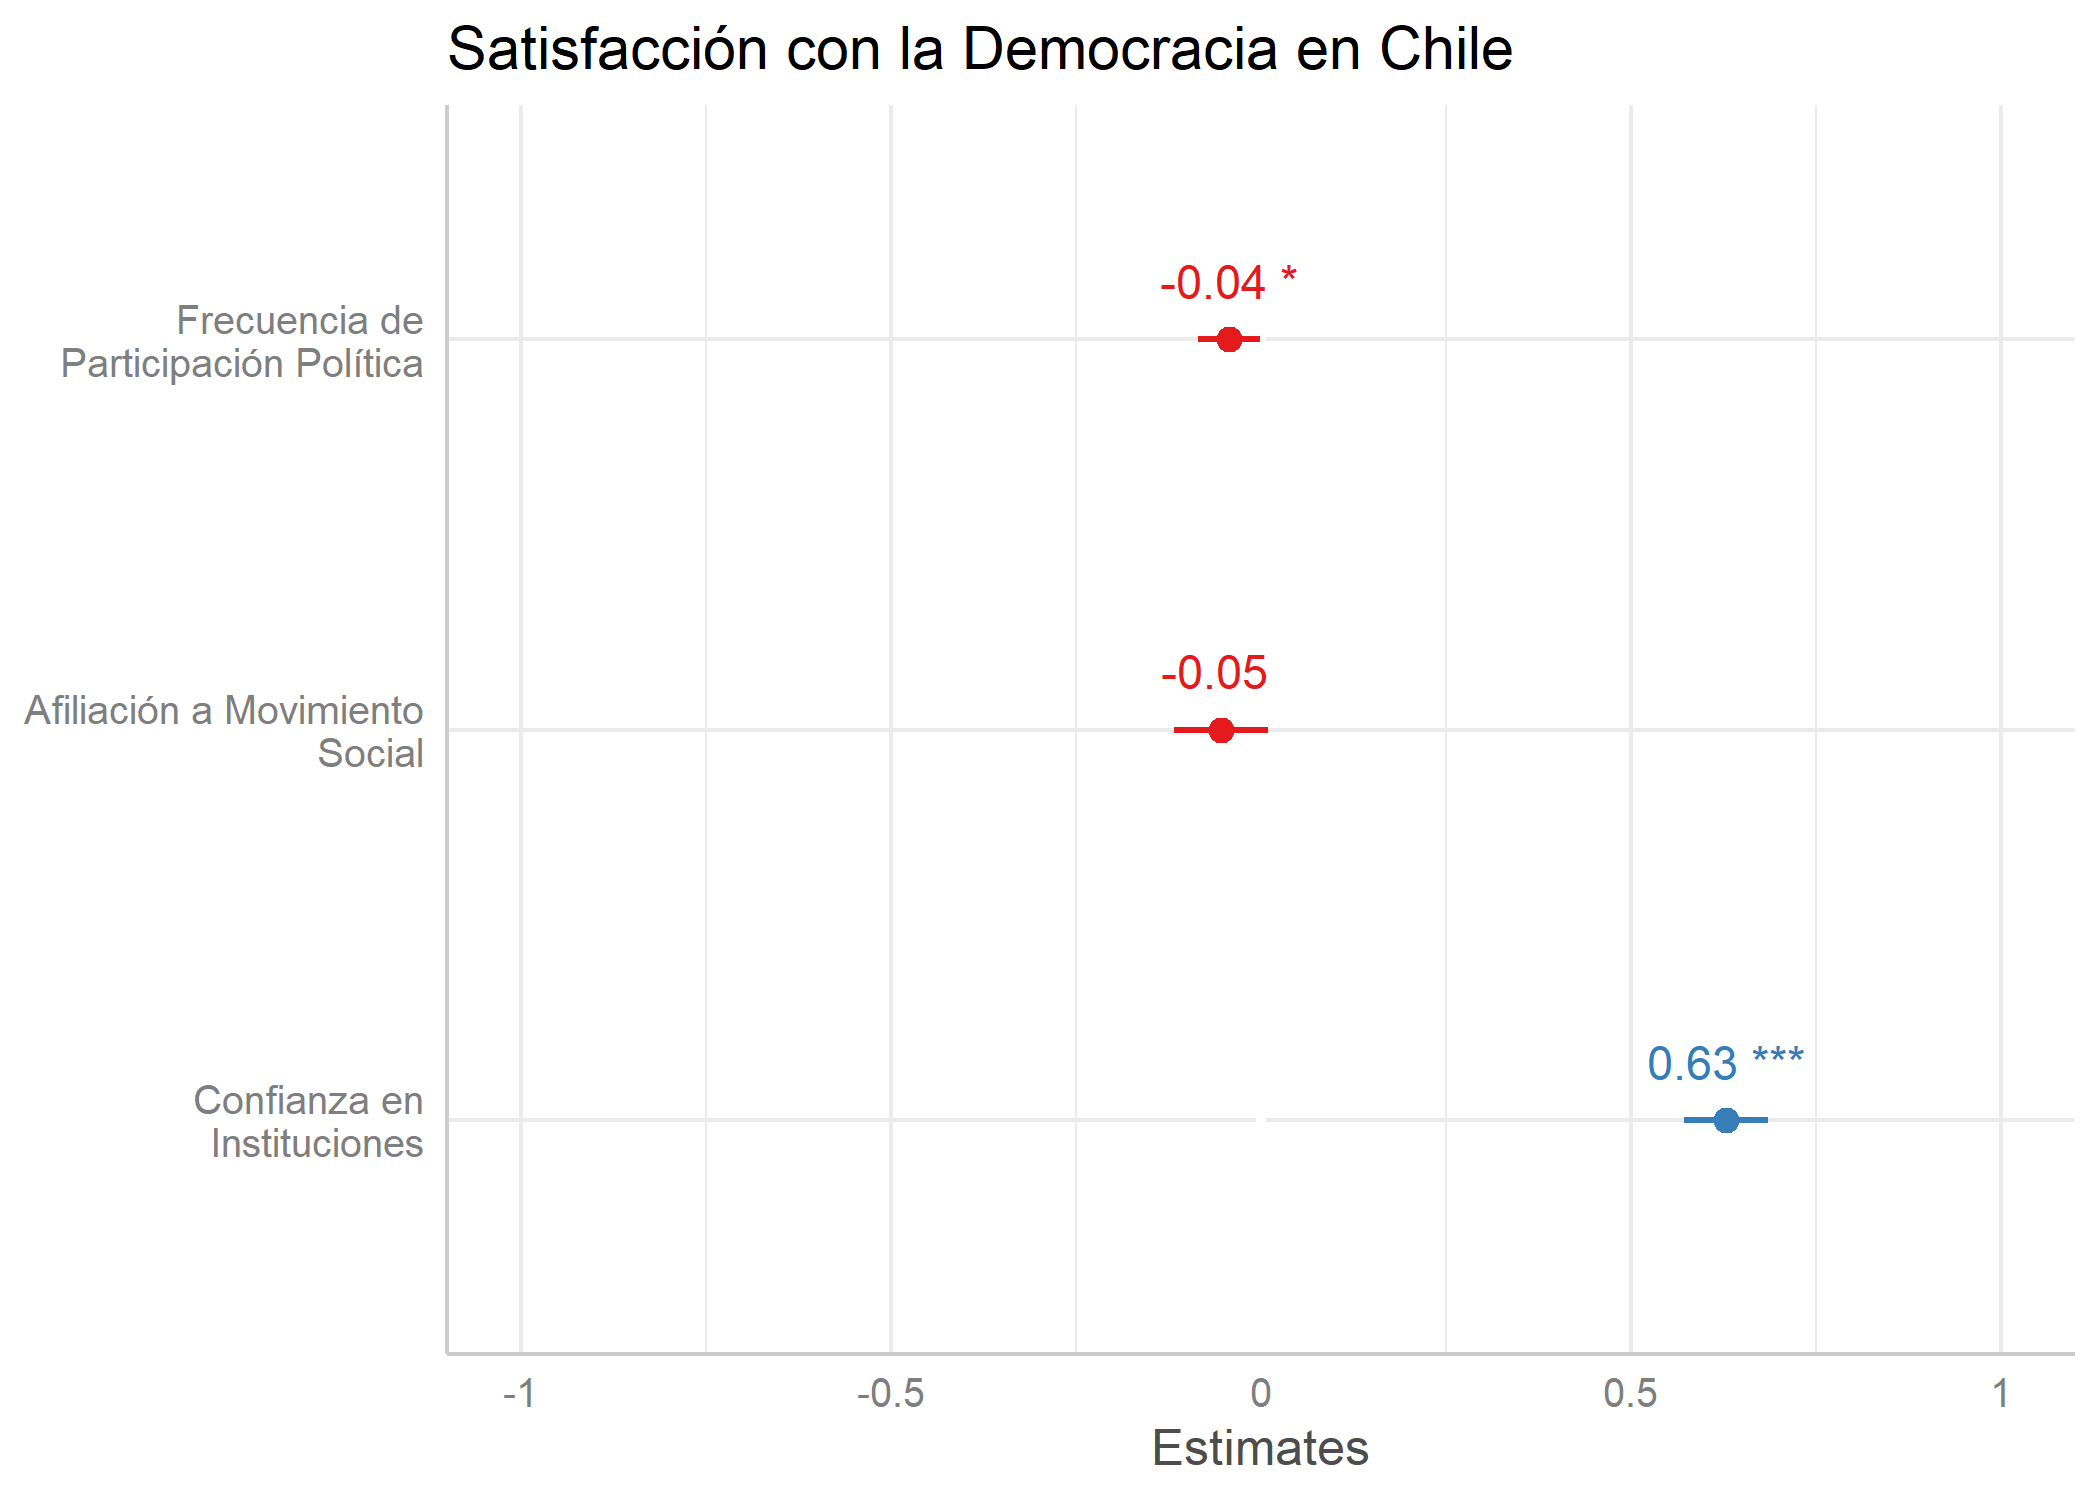 Satisfacción con la Democracia en Chile
Frecuencia de
Participación Política
-0.04 *
Afiliación a Movimiento
Social
-0.05
Confianza en
Instituciones
0.63 ***
-1
-0.5
0
0.5
1
Estimates